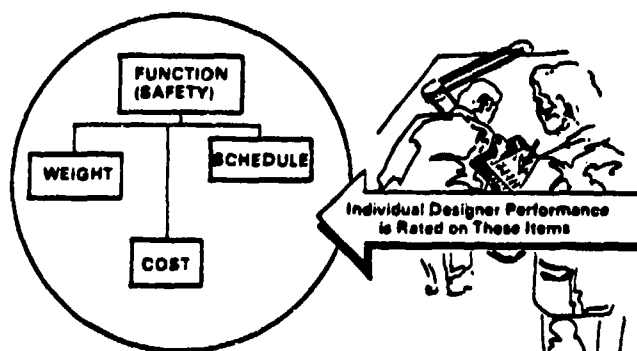 FUNCTION
(SAFETY)
WEIGHT
SCHEDULE
COST
Individual Designer Performance
is Rated on These Items